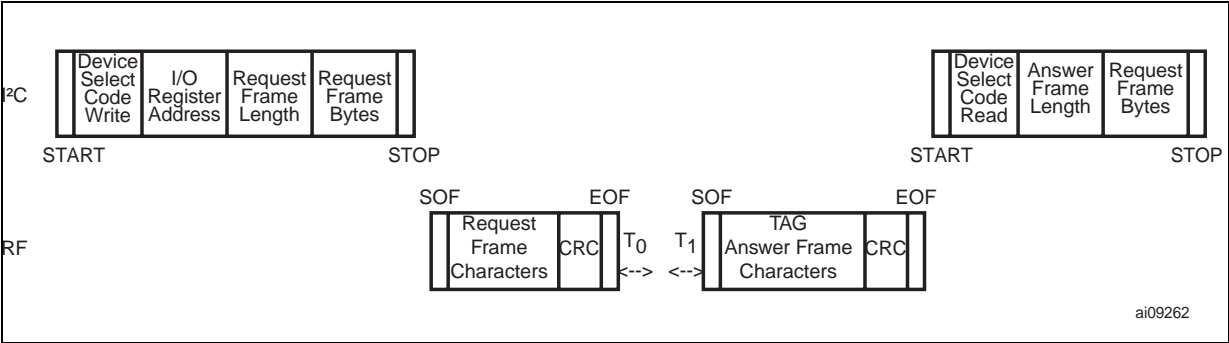 I²C
Device
Select
Code
Write
I/O
Register
Address
Request
Frame
Length
Request
Frame
Bytes
Device
Select
Code
Read
Answer
Frame
Length
Request
Frame
Bytes
START
STOP
START
STOP
SOF
EOF
SOF
EOF
RF
Request
Frame
Characters
CRC
T0
<-->
T1
<-->
TAG
Answer Frame
Characters
CRC
ai09262